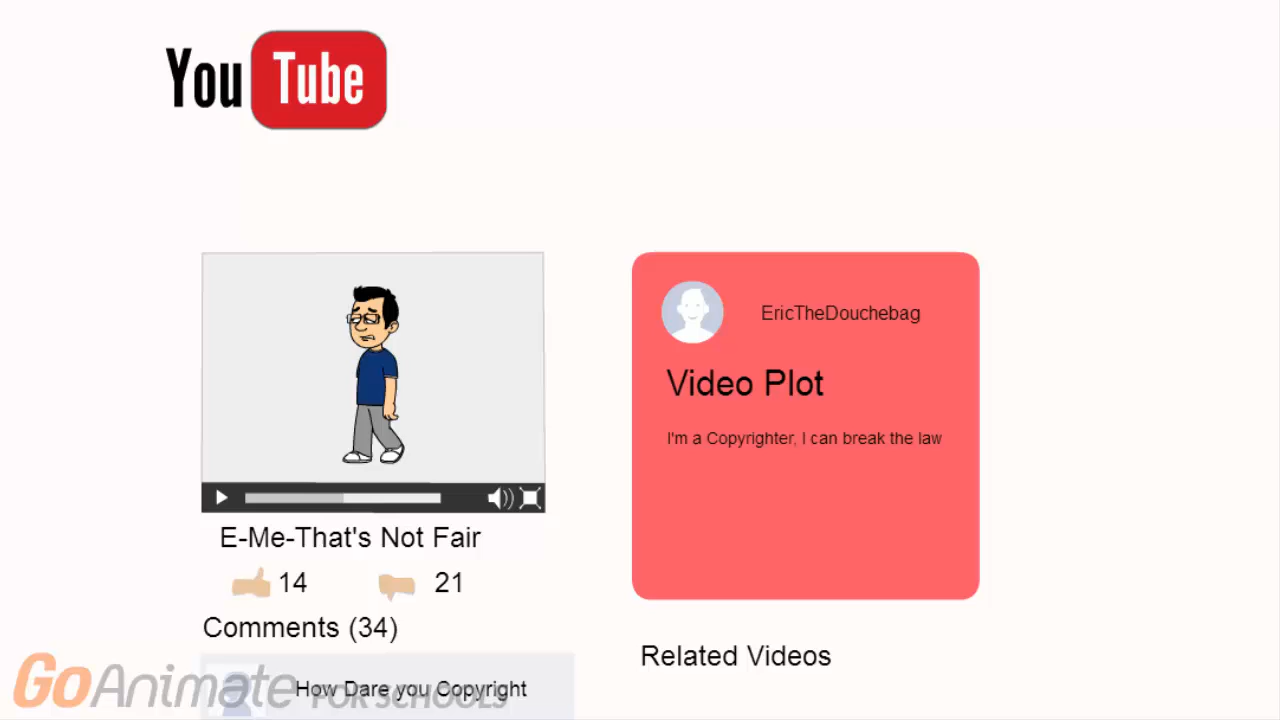 YouTube
EricTheDouchebag
Video Plot
I'm a Copyrighter, I can break the law
E-Me-That's Not Fair
14 21
Comments (34)
Related Videos
How Dare you Copyright
GoAnimate FOR SCHOOLS